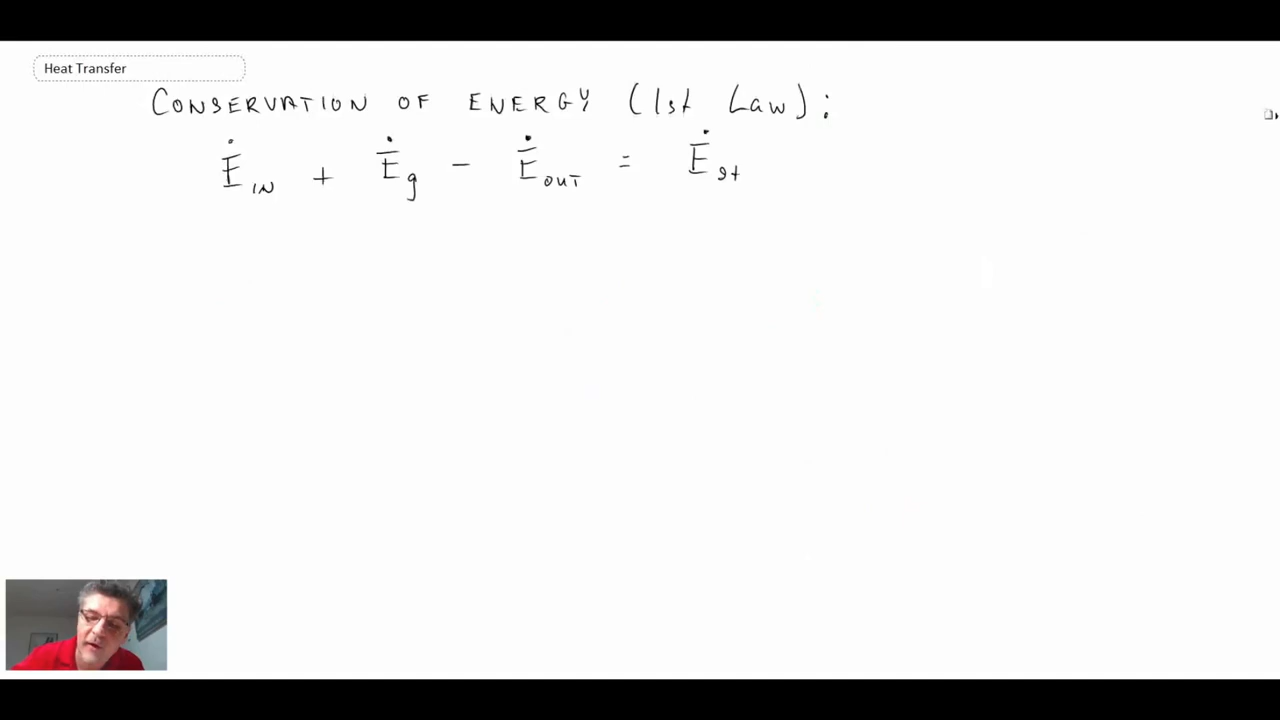 Heat Transfer
CONSERVATION OF ENERGY (1st Law):
Ė_IN + Ė_g - Ė_OUT = Ė_st